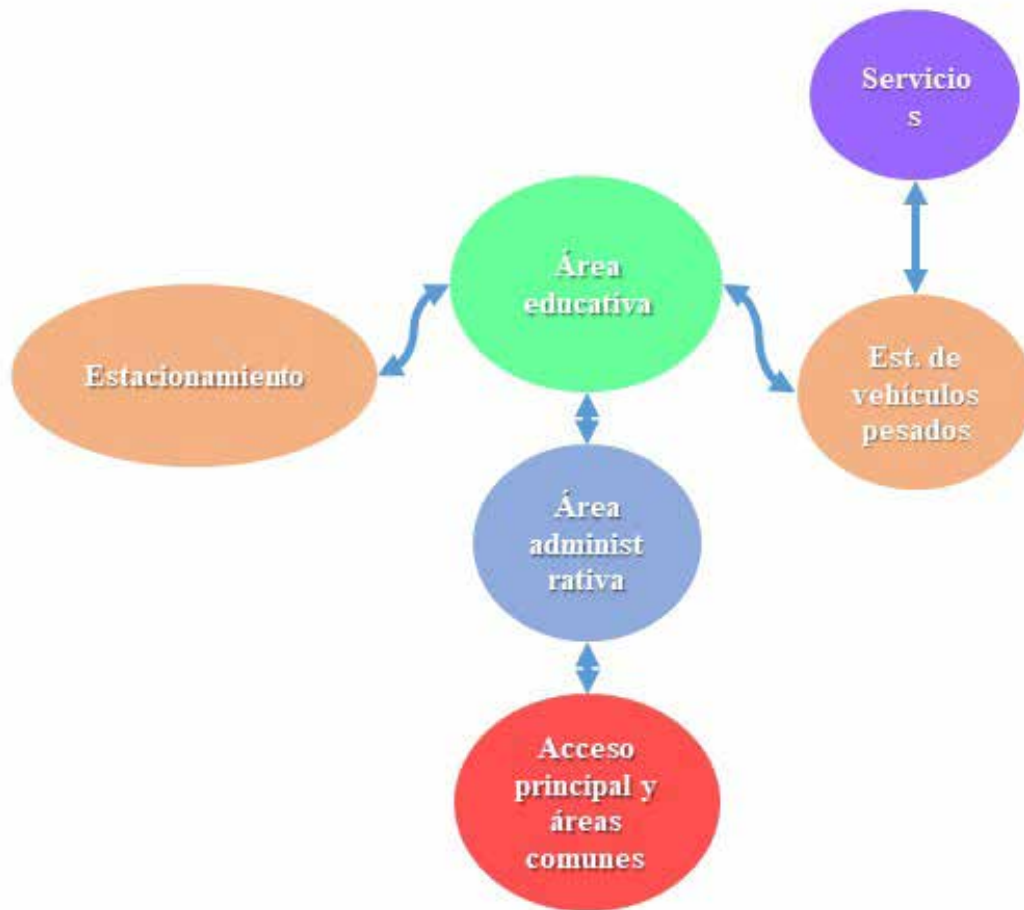 Servicio
s
Área
educativa
Estacionamiento
Est. de
vehículos
pesados
Área
administ
rativa
Acceso
principal y
áreas
comunes